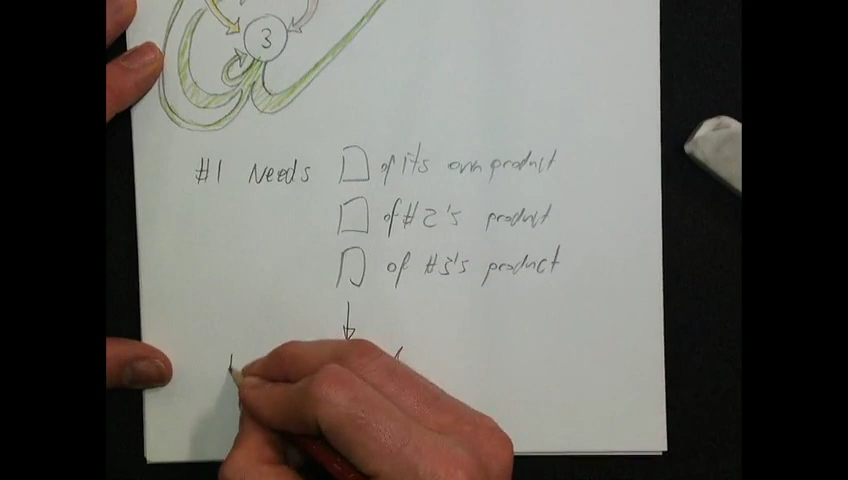 3
#1 Needs □ of its own product
□ of #2's product
□ of #3's product